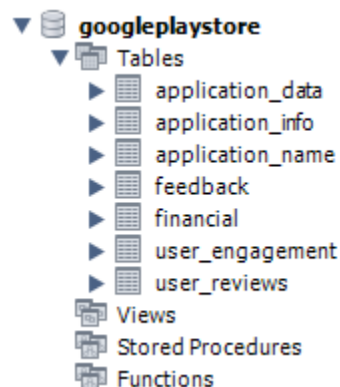 googleplaystore
Tables
application_data
application_info
application_name
feedback
financial
user_engagement
user_reviews
Views
Stored Procedures
Functions